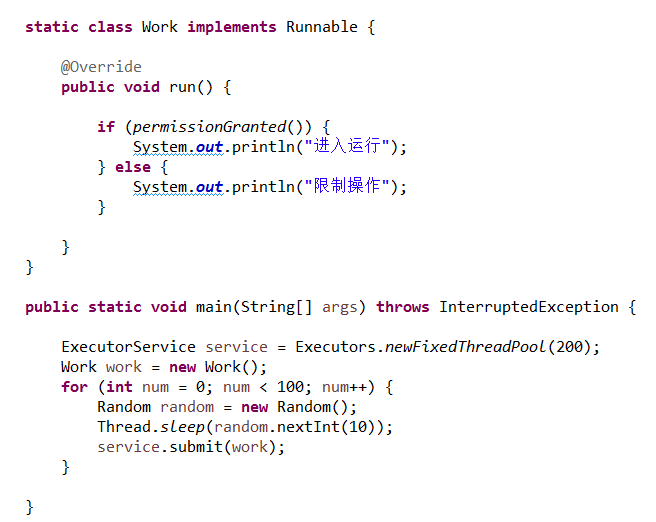 static class Work implements Runnable {
@Override
public void run() {
if (permissionGranted()) {
System.out.println("进入运行");
} else {
System.out.println("限制操作");
}
}
}
public static void main(String[] args) throws InterruptedException {
ExecutorService service = Executors.newFixedThreadPool(200);
Work work = new Work();
for (int num = 0; num < 100; num++) {
Random random = new Random();
Thread.sleep(random.nextInt(10));
service.submit(work);
}
}